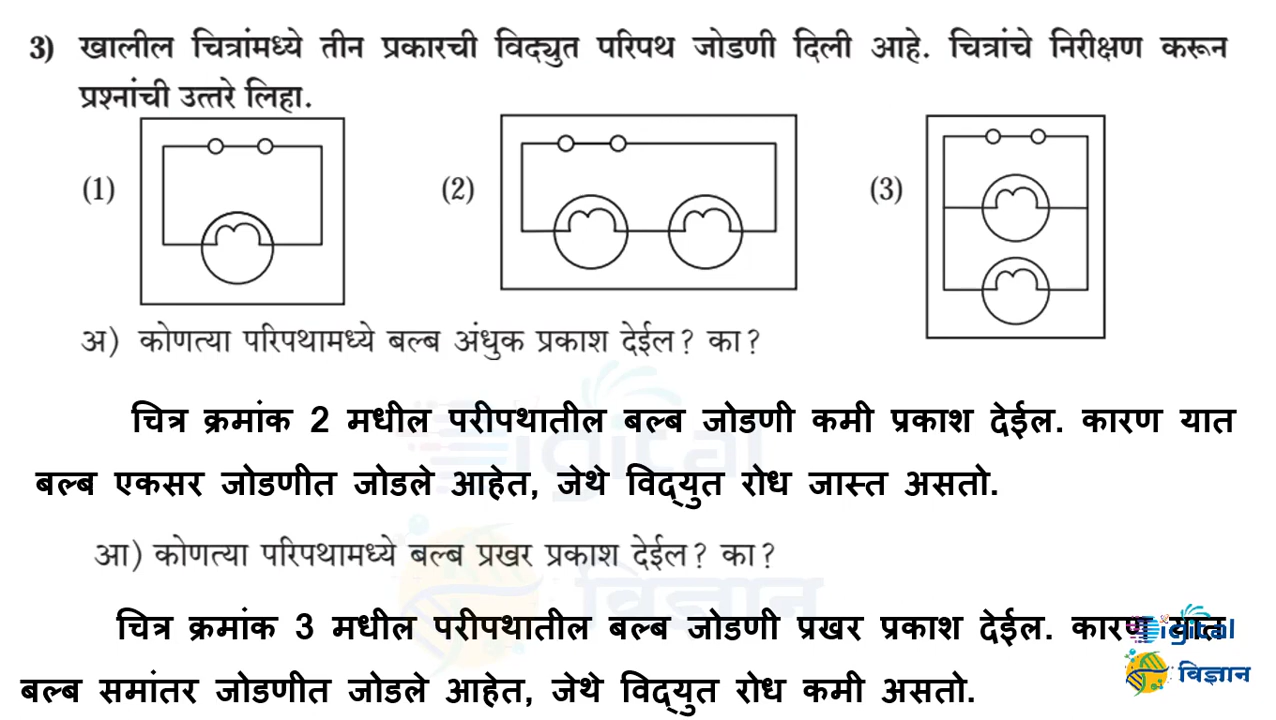 3) खालील चित्रांमध्ये तीन प्रकारची विद्युत परिपथ जोडणी दिली आहे. चित्रांचे निरीक्षण करून
प्रश्नांची उत्तरे लिहा.
(1)
(2)
(3)
अ) कोणत्या परिपथामध्ये बल्ब अंधुक प्रकाश देईल? का?
चित्र क्रमांक 2 मधील परीपथातील बल्ब जोडणी कमी प्रकाश देईल. कारण यात
बल्ब एकसर जोडणीत जोडले आहेत, जेथे विद्‌युत रोध जास्त असतो.
आ) कोणत्या परिपथामध्ये बल्ब प्रखर प्रकाश देईल? का?
चित्र क्रमांक 3 मधील परीपथातील बल्ब जोडणी प्रखर प्रकाश देईल. कारण यात
बल्ब समांतर जोडणीत जोडले आहेत, जेथे विद्‌युत रोध कमी असतो.
Digital
विज्ञान